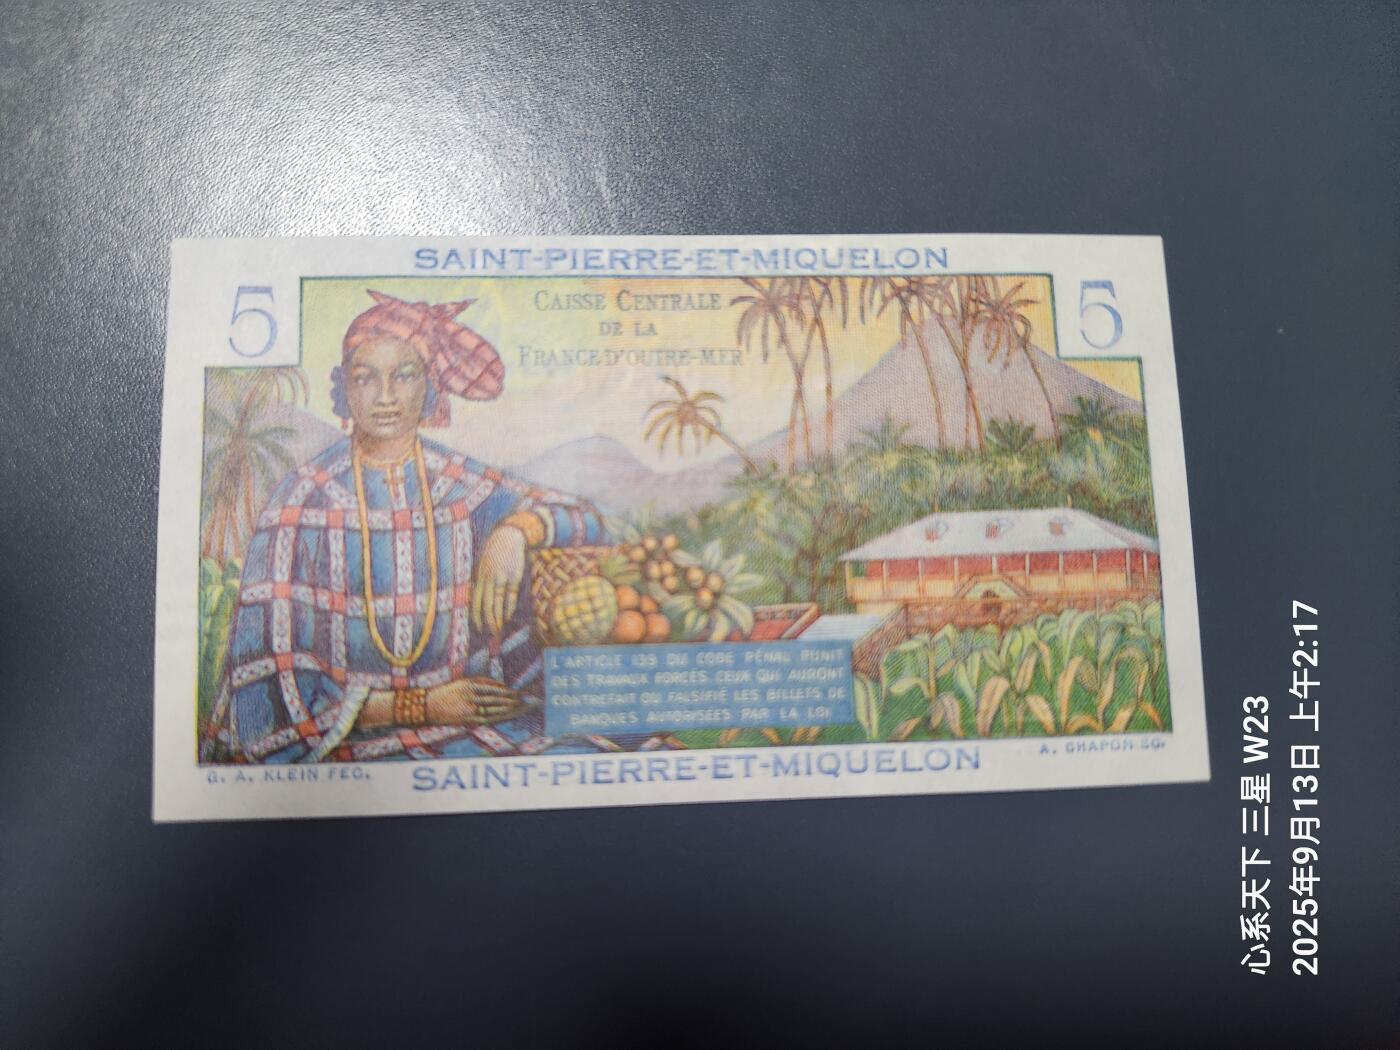 SAINT-PIERRE-ET-MIQUELON
5
5
CAISSE CENTRALE
DE LA
FRANCE D'OUTRE-MER
L'ARTICLE 139 DU CODE PÉNAL PUNIT
DES TRAVAUX FORCÉS CEUX QUI AURONT
CONTREFAIT OU FALSIFIÉ LES BILLETS DE
BANQUES AUTORISÉES PAR LA LOI
G. A. KLEIN FEC.
SAINT-PIERRE-ET-MIQUELON
A. CHAPON SC.
心系天下 三星 W23
2025年9月13日 上午2:17